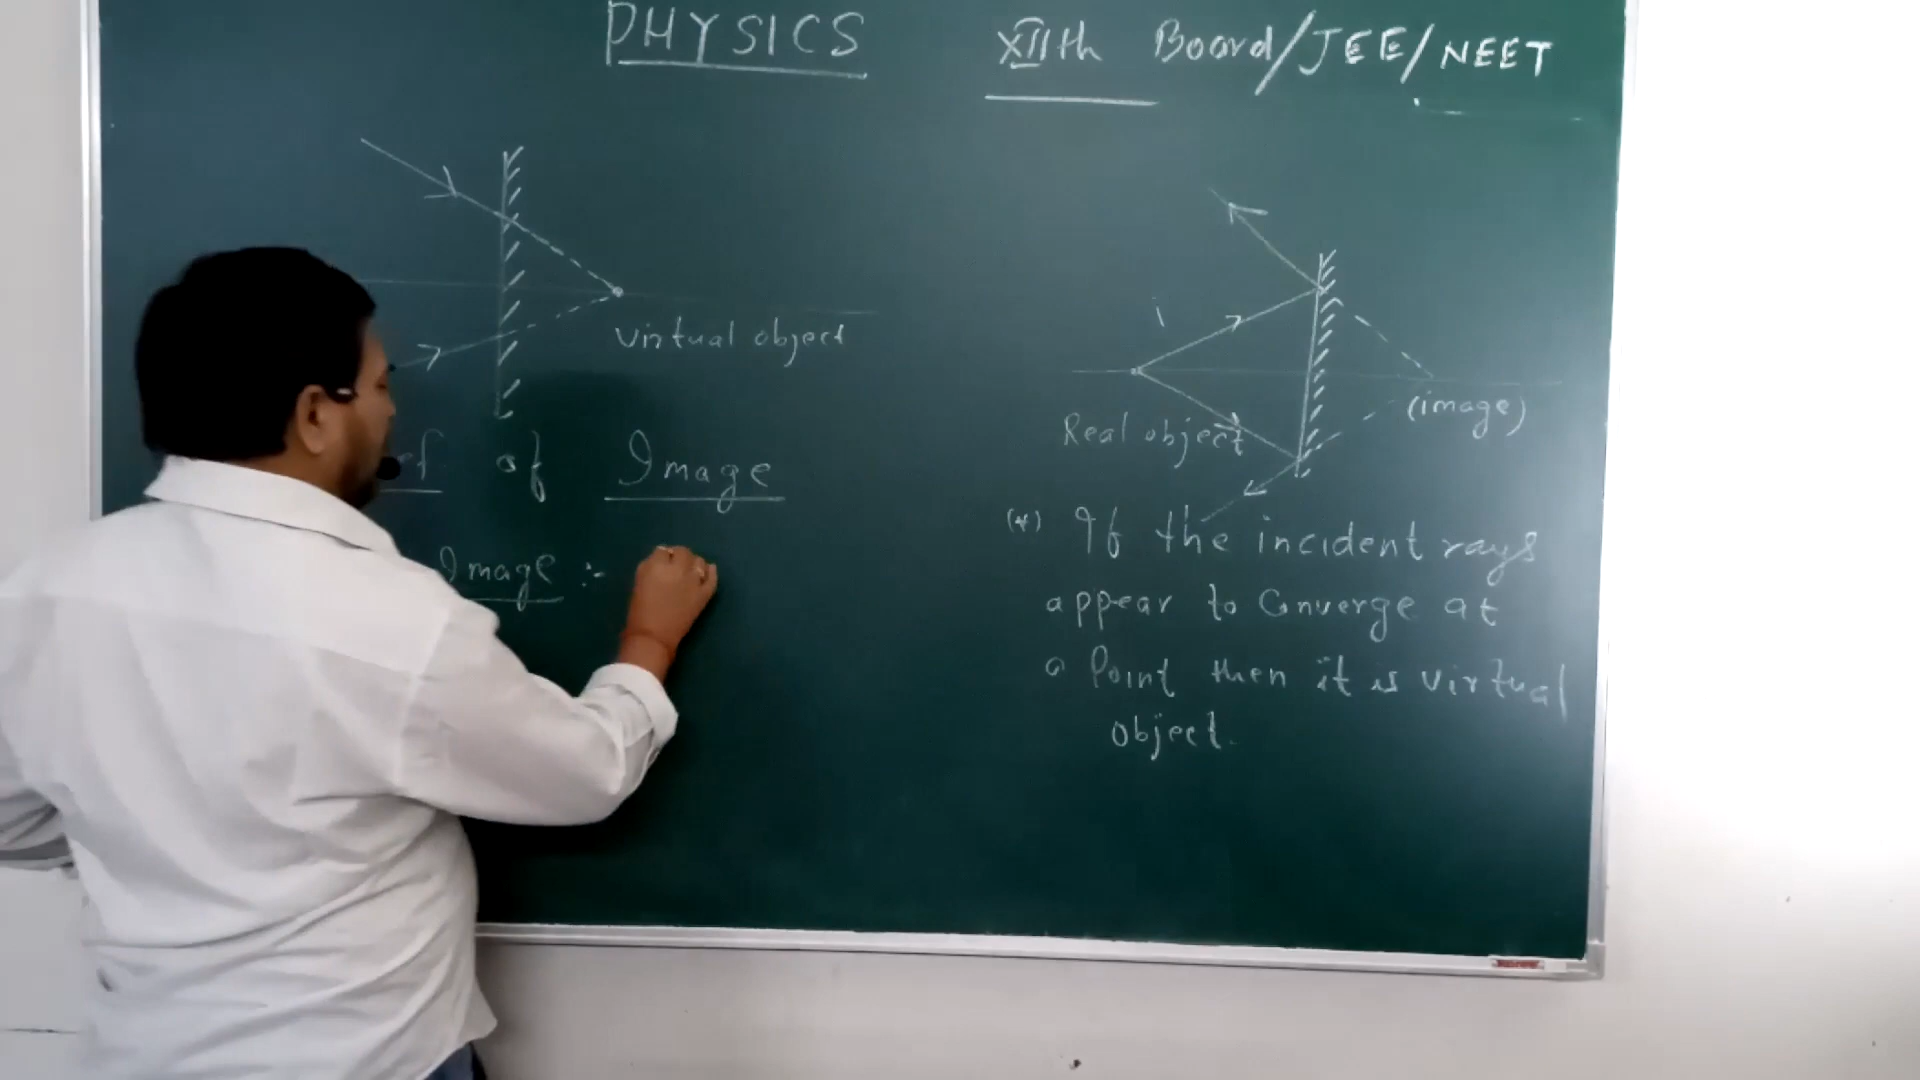 PHYSICS
XIIth Board/JEE/NEET
virtual object
i
Real object
(image)
of Image
Image :-
(*) If the incident rays
appear to converge at
a Point then it is virtual
object.